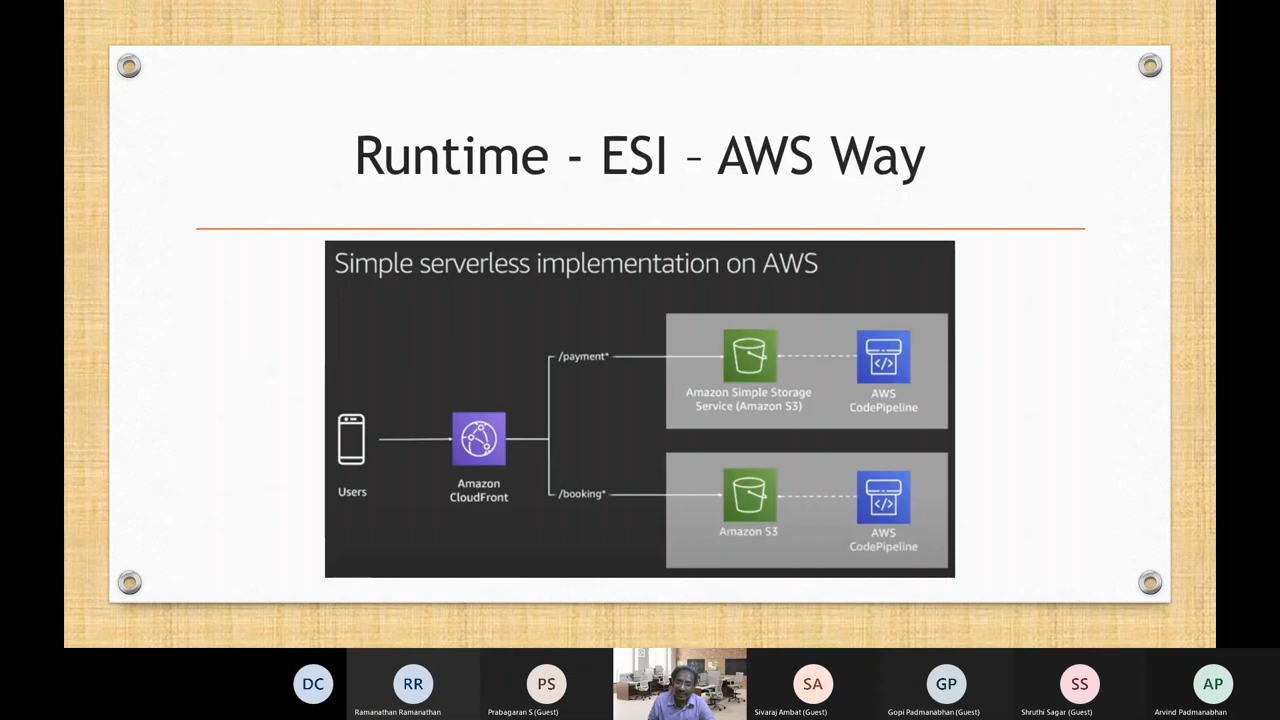 Runtime - ESI – AWS Way
Simple serverless implementation on AWS
/payment*
Amazon Simple Storage
Service (Amazon S3)
AWS
CodePipeline
Users
Amazon
CloudFront
/booking*
Amazon S3
AWS
CodePipeline
DC
RR
PS
SA
GP
SS
AP
Ramanathan Ramanathan
Prabagaran S (Guest)
Sivaraj Ambat (Guest)
Gopi Padmanabhan (Guest)
Shruthi Sagar (Guest)
Arvind Padmanabhan